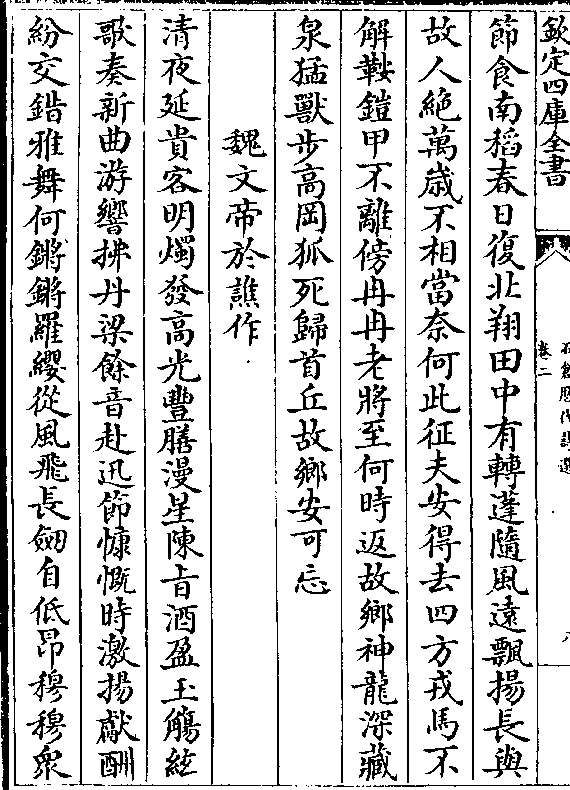 欽定四庫全書
卷二
石倉歷代詩選
八
節食南稻春日復北翔田中有轉蓬隨風遠飄揚長與
故人絶萬歳不相當奈何此征夫安得去四方戎馬不
解鞍鎧甲不離傍冉冉老將至何時返故鄉神龍深藏
泉猛獸步高岡狐死歸首丘故鄉安可忘
魏文帝於譙作
清夜延貴客明燭發高光豐膳漫星陳㫖酒盈玉觴絃
歌奏新曲游響拂丹梁餘音赴迅節慷慨時激揚獻酬
紛交錯雅舞何鏘鏘羅纓從風飛長劔自低昂穆穆衆